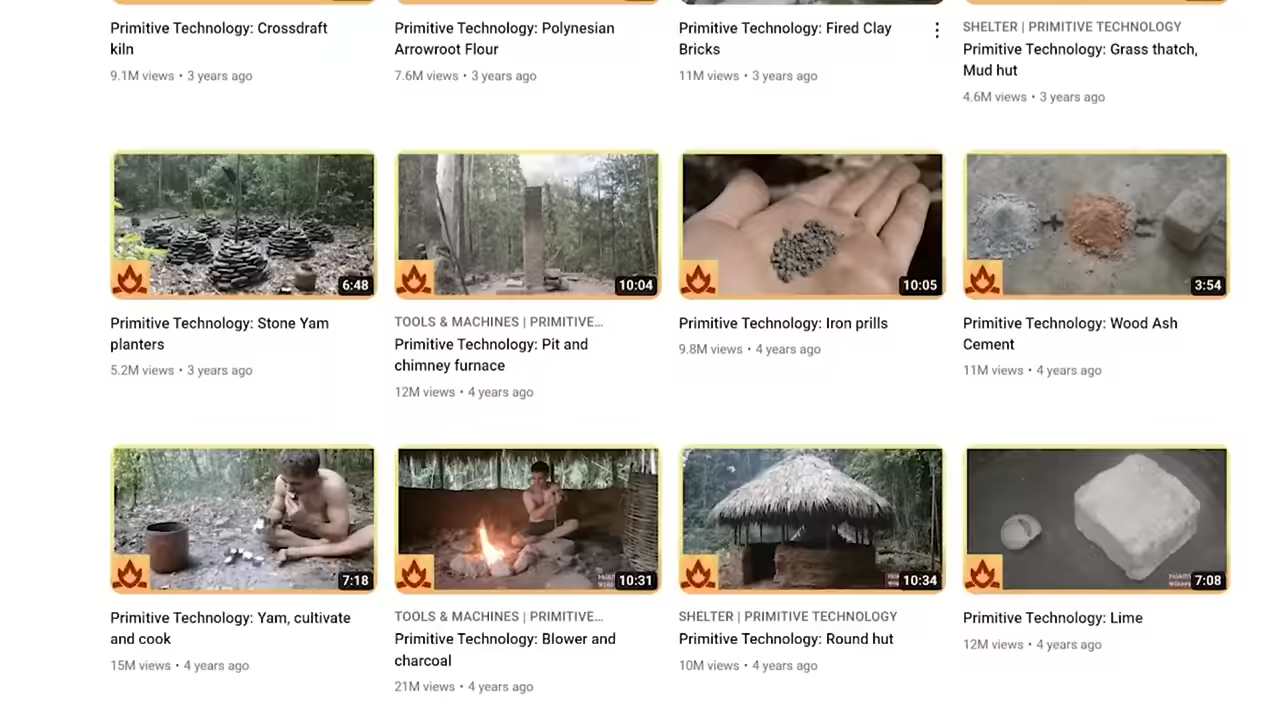 Primitive Technology: Crossdraft
kiln
9.1M views • 3 years ago
Primitive Technology: Polynesian
Arrowroot Flour
7.6M views • 3 years ago
Primitive Technology: Fired Clay
Bricks
11M views • 3 years ago
SHELTER | PRIMITIVE TECHNOLOGY
Primitive Technology: Grass thatch,
Mud hut
4.6M views • 3 years ago
6:48
Primitive Technology: Stone Yam
planters
5.2M views • 3 years ago
10:04
TOOLS & MACHINES | PRIMITIVE...
Primitive Technology: Pit and
chimney furnace
12M views • 4 years ago
10:05
Primitive Technology: Iron prills
9.8M views • 4 years ago
3:54
Primitive Technology: Wood Ash
Cement
11M views • 4 years ago
7:18
Primitive Technology: Yam, cultivate
and cook
15M views • 4 years ago
10:31
TOOLS & MACHINES | PRIMITIVE...
Primitive Technology: Blower and
charcoal
21M views • 4 years ago
10:34
SHELTER | PRIMITIVE TECHNOLOGY
Primitive Technology: Round hut
10M views • 4 years ago
7:08
Primitive Technology: Lime
12M views • 4 years ago